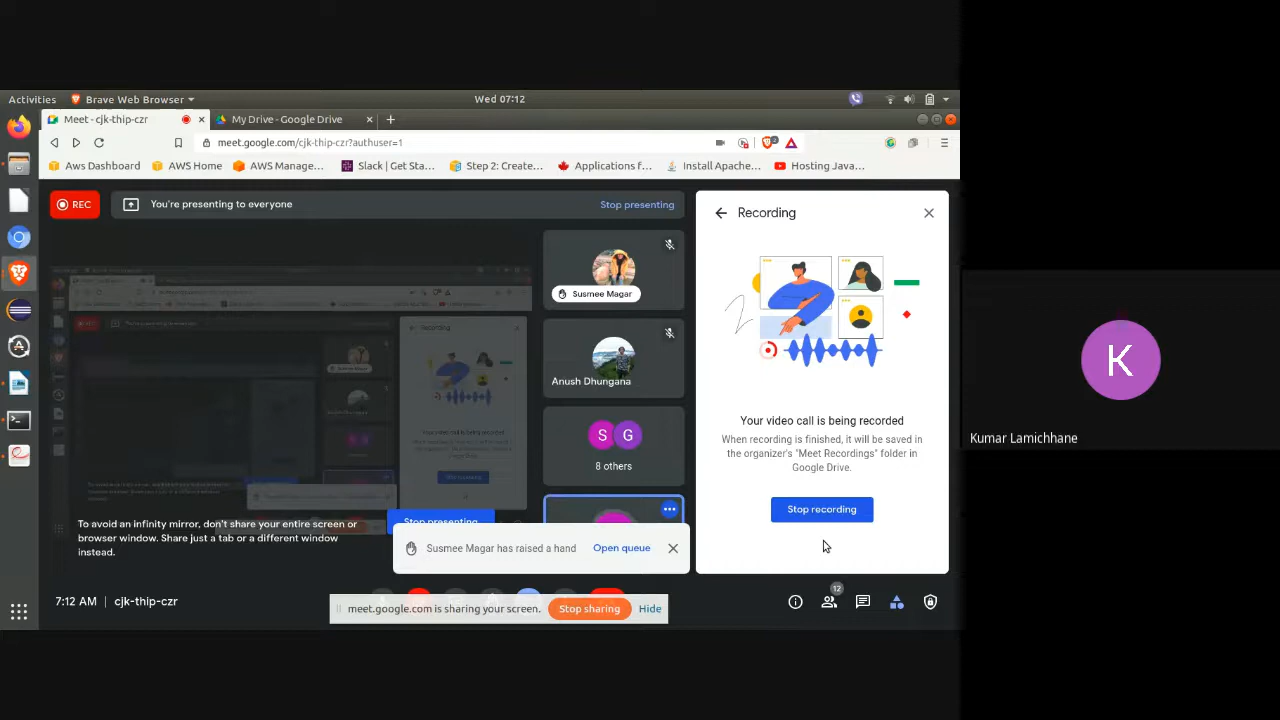 Activities
Brave Web Browser
Wed 07:12
Meet - cjk-thip-czr
My Drive - Google Drive
meet.google.com/cjk-thip-czr?authuser=1
2
Aws Dashboard
AWS Home
AWS Manage...
Slack | Get Sta...
Step 2: Create...
Applications f...
Install Apache...
Hosting Java...
REC
You're presenting to everyone
Stop presenting
Recording
Susmee Magar
Anush Dhungana
S
G
8 others
Your video call is being recorded
When recording is finished, it will be saved in
the organizer's "Meet Recordings" folder in
Google Drive.
Stop recording
To avoid an infinity mirror, don't share your entire screen or
browser window. Share just a tab or a different window
instead.
Stop presenting
Susmee Magar has raised a hand
Open queue
7:12 AM | cjk-thip-czr
meet.google.com is sharing your screen.
Stop sharing
Hide
12
K
Kumar Lamichhane